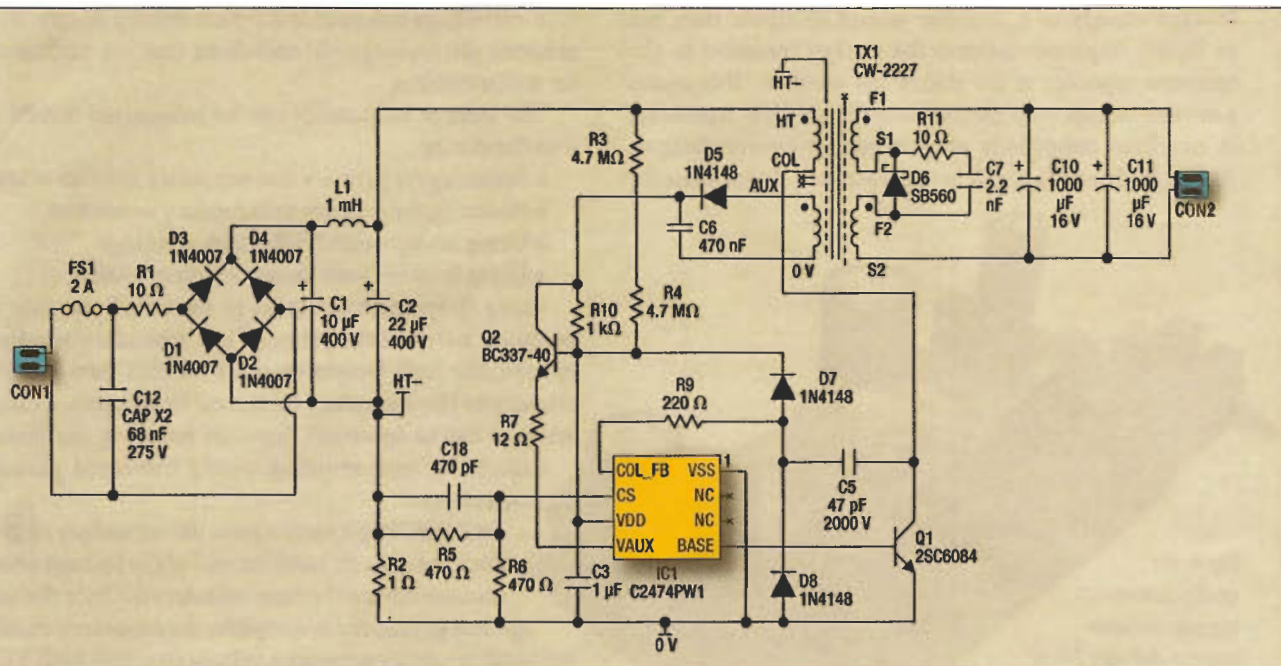 TX1
CW-2227
HT–
HT
F1
R3
4.7 MΩ
D5
1N4148
COL
AUX
S1
R11
10 Ω
D6
SB560
C7
2.2
nF
+
C10
1000
µF
16 V
+
C11
1000
µF
16 V
CON2
L1
1 mH
C6
470 nF
F2
0 V
S2
D3
1N4007
D4
1N4007
FS1
2 A
R1
10 Ω
+
C1
10 µF
400 V
+
C2
22 µF
400 V
R10
1 kΩ
R4
4.7 MΩ
Q2
BC337-40
D1
1N4007
D2
1N4007
CON1
HT–
C12
CAP X2
68 nF
275 V
R7
12 Ω
R9
220 Ω
D7
1N4148
C18
470 pF
COL_FB
VSS
1
CS
NC
VDD
NC
VAUX
BASE
IC1
C2474PW1
C5
47 pF
2000 V
Q1
2SC6084
R2
1 Ω
R5
470 Ω
R6
470 Ω
C3
1 µF
D8
1N4148
0 V